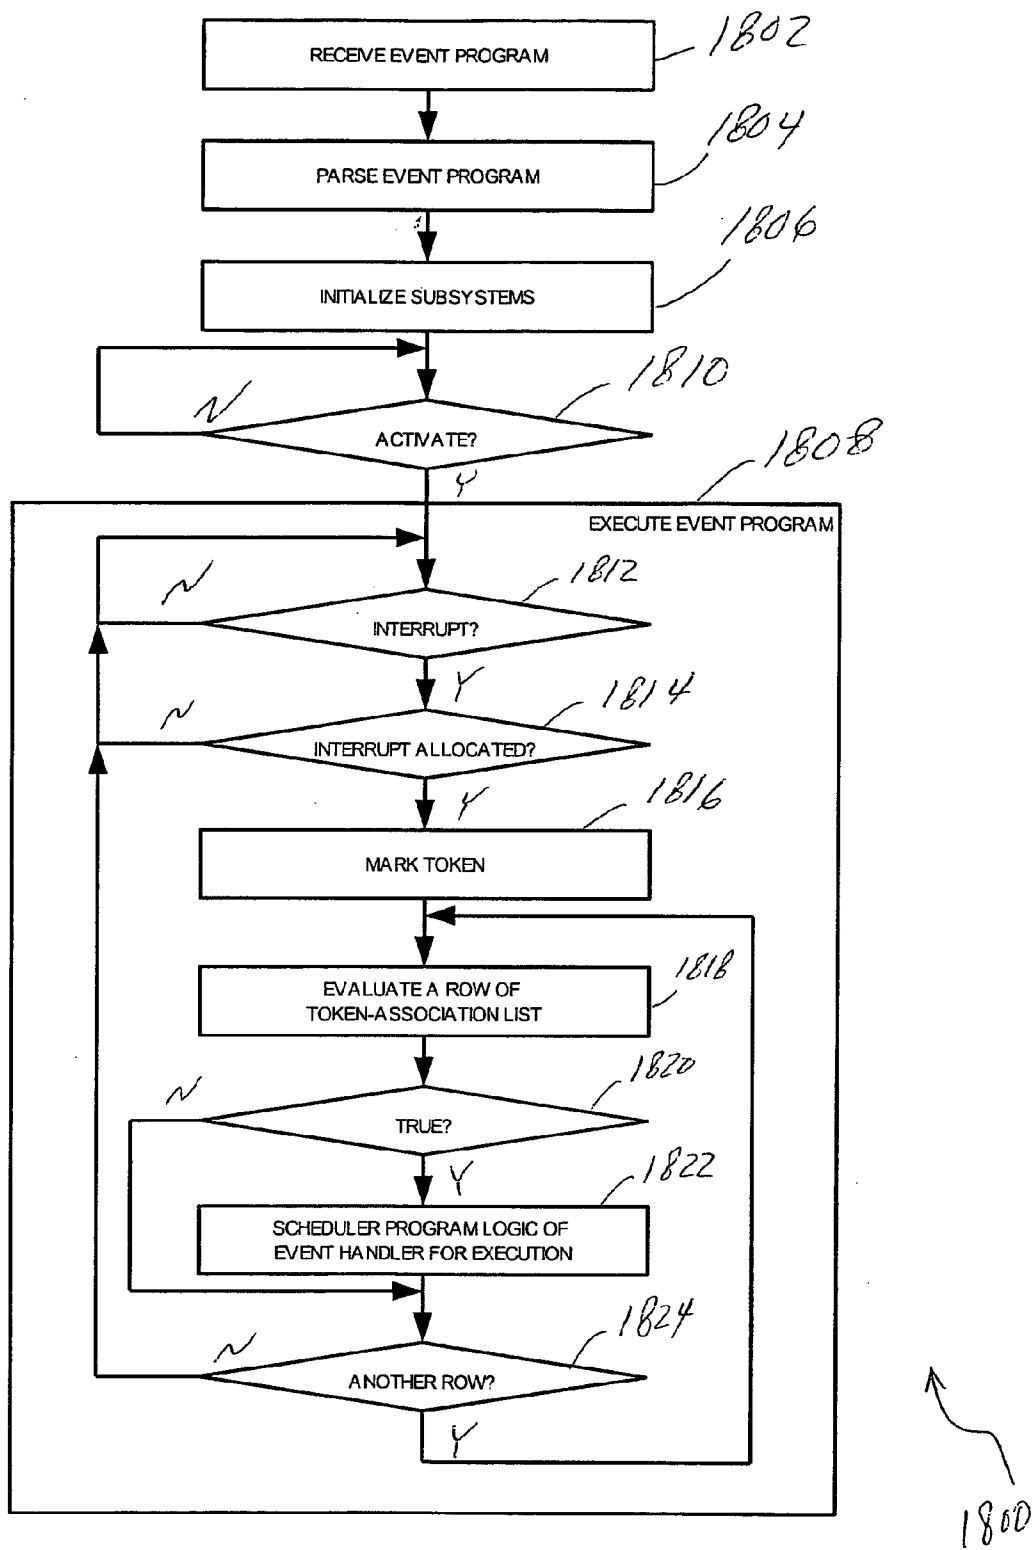 RECEIVE EVENT PROGRAM
1802
PARSE EVENT PROGRAM
1804
INITIALIZE SUBSYSTEMS
1806
ACTIVATE?
1810
N
Y
1808
EXECUTE EVENT PROGRAM
INTERRUPT?
1812
N
Y
INTERRUPT ALLOCATED?
1814
N
Y
MARK TOKEN
1816
EVALUATE A ROW OF
TOKEN-ASSOCIATION LIST
1818
TRUE?
1820
N
Y
SCHEDULER PROGRAM LOGIC OF
EVENT HANDLER FOR EXECUTION
1822
ANOTHER ROW?
1824
N
Y
1800